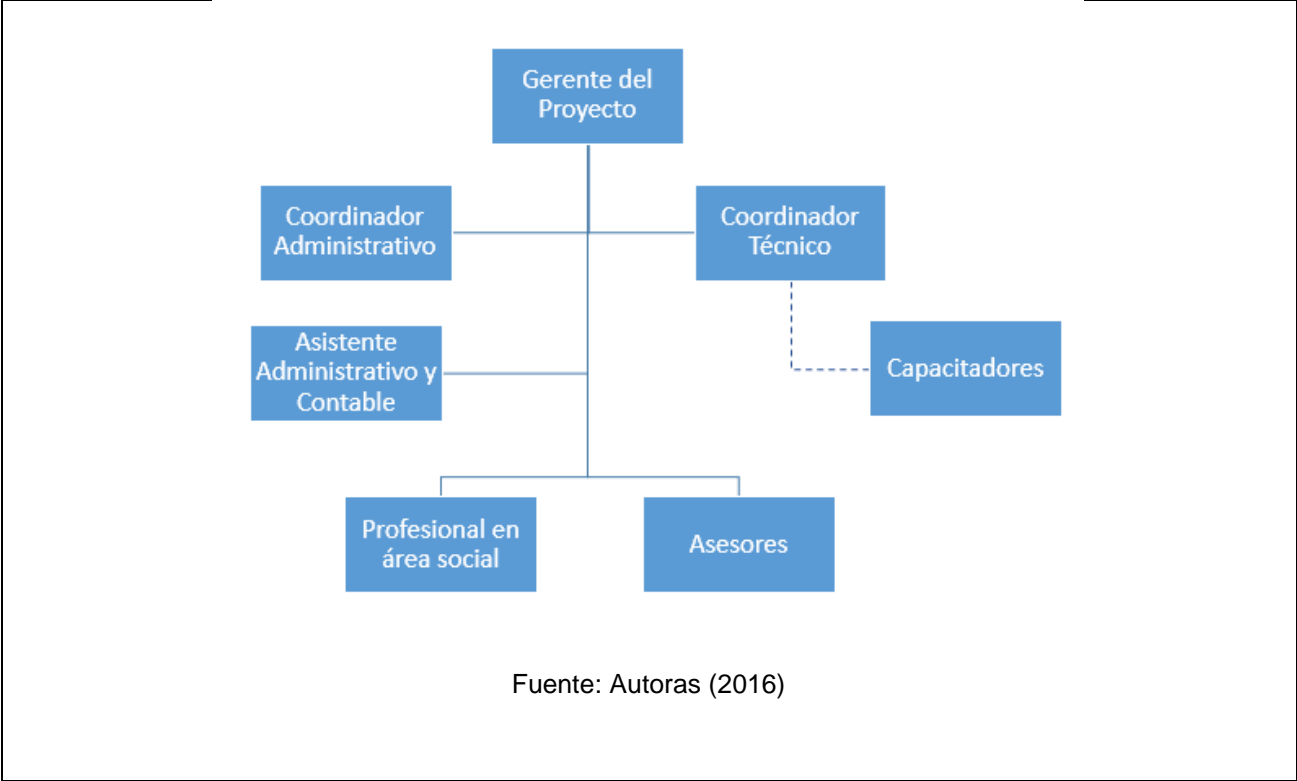 Gerente del
Proyecto
Coordinador
Administrativo
Coordinador
Técnico
Asistente
Administrativo y
Contable
Capacitadores
Profesional en
área social
Asesores
Fuente: Autoras (2016)